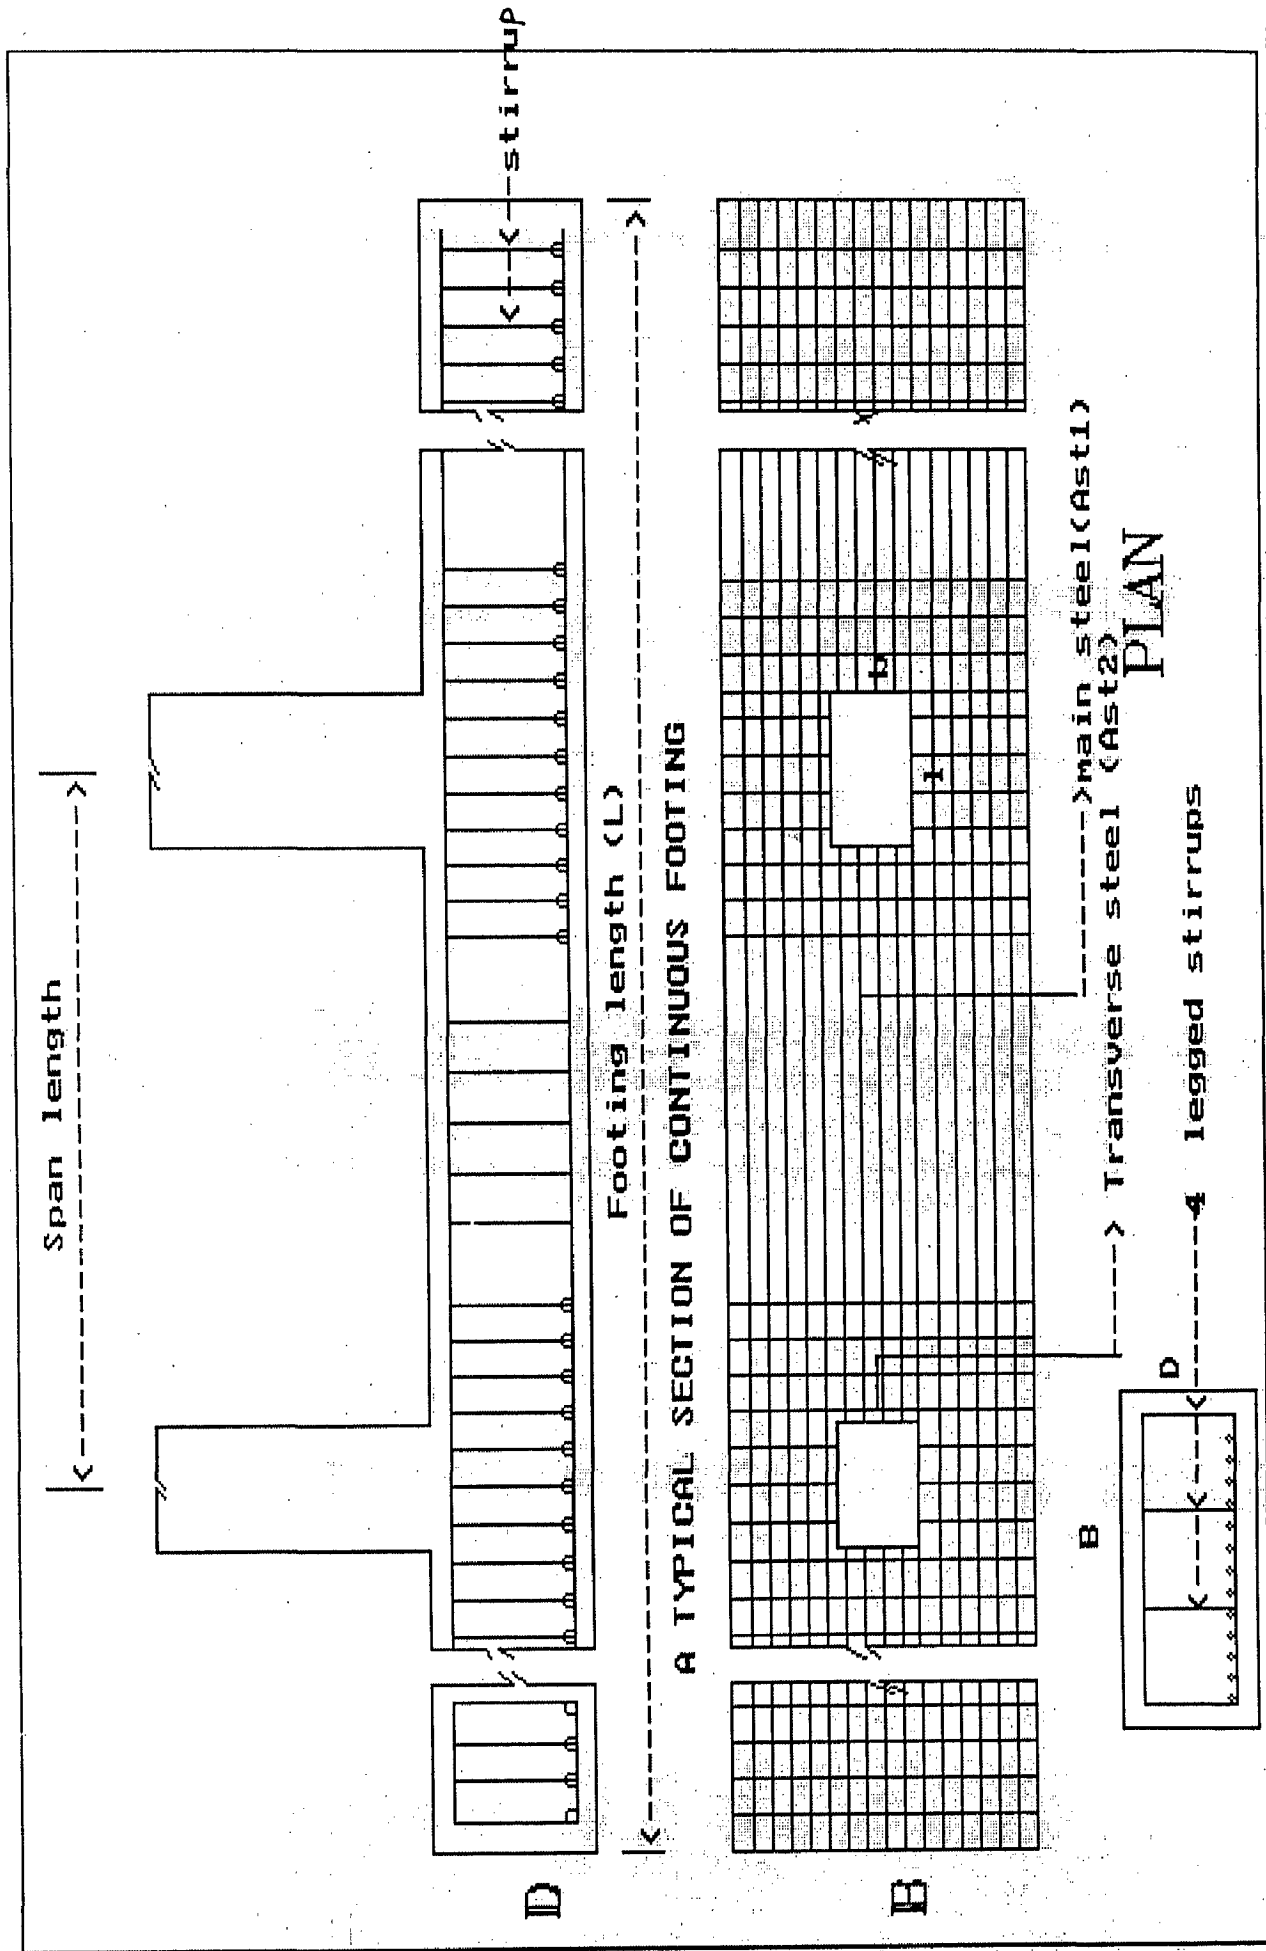 Span length
stirrup
D
Footing length (L)
A TYPICAL SECTION OF CONTINUOUS FOOTING
B
b
l
main steel(Ast1)
Transverse steel (Ast2)
PLAN
B
D
4 legged stirrups